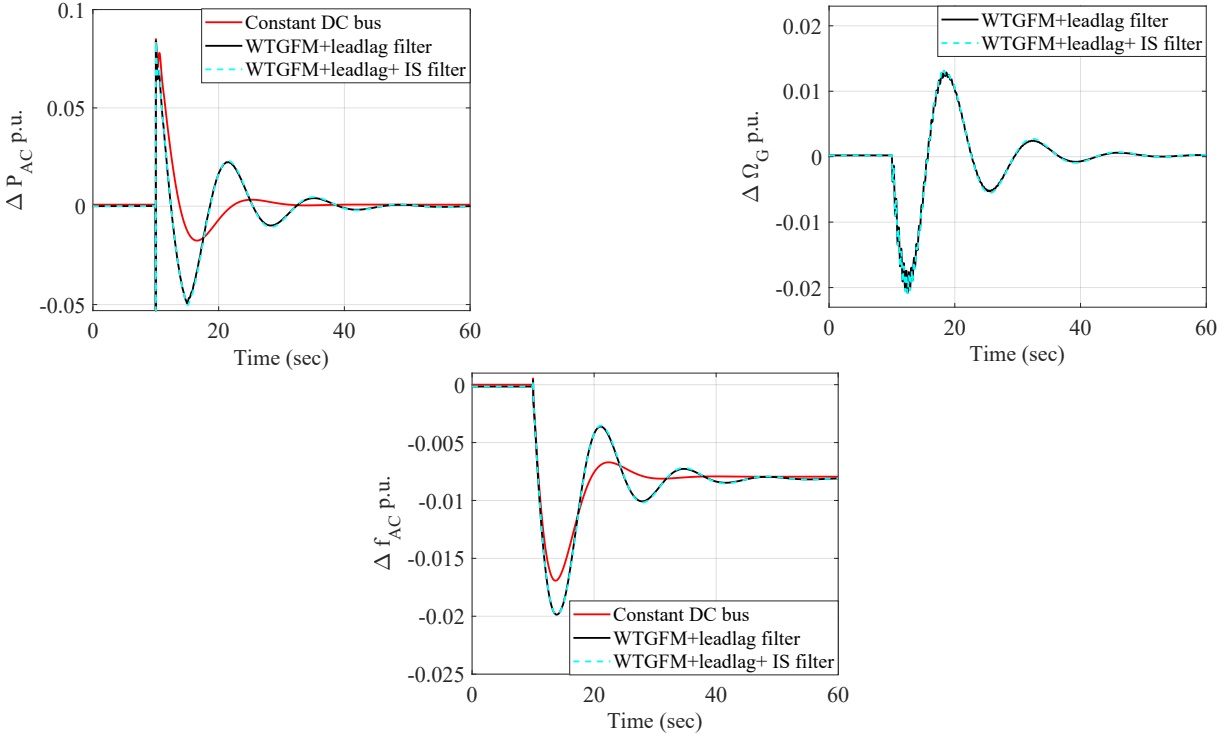 Δ P_AC p.u.
0.1
0.05
0
-0.05
Constant DC bus
WTGFM+leadlag filter
WTGFM+leadlag+ IS filter
0 20 40 60
Time (sec)
Δ Ω_G p.u.
0.02
0.01
0
-0.01
-0.02
WTGFM+leadlag filter
WTGFM+leadlag+ IS filter
0 20 40 60
Time (sec)
Δ f_AC p.u.
0
-0.005
-0.01
-0.015
-0.02
-0.025
Constant DC bus
WTGFM+leadlag filter
WTGFM+leadlag+ IS filter
0 20 40 60
Time (sec)